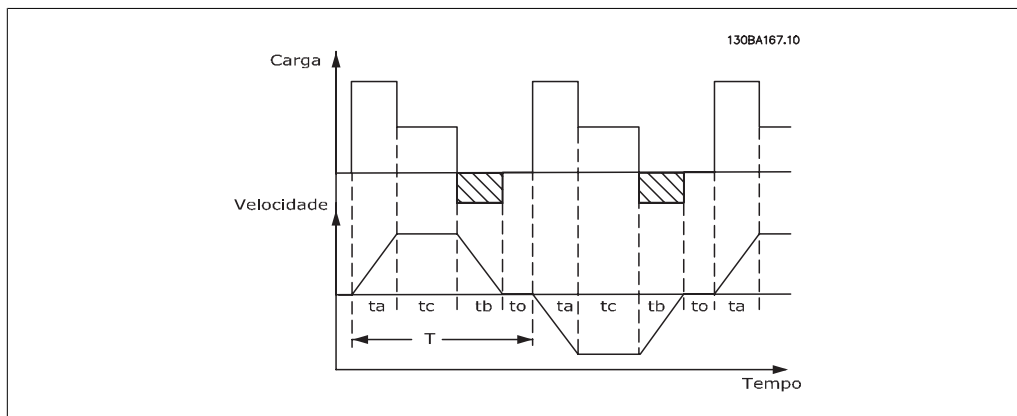 130BA167.10
Carga
Velocidade
ta tc tb to ta tc tb to ta
T
Tempo